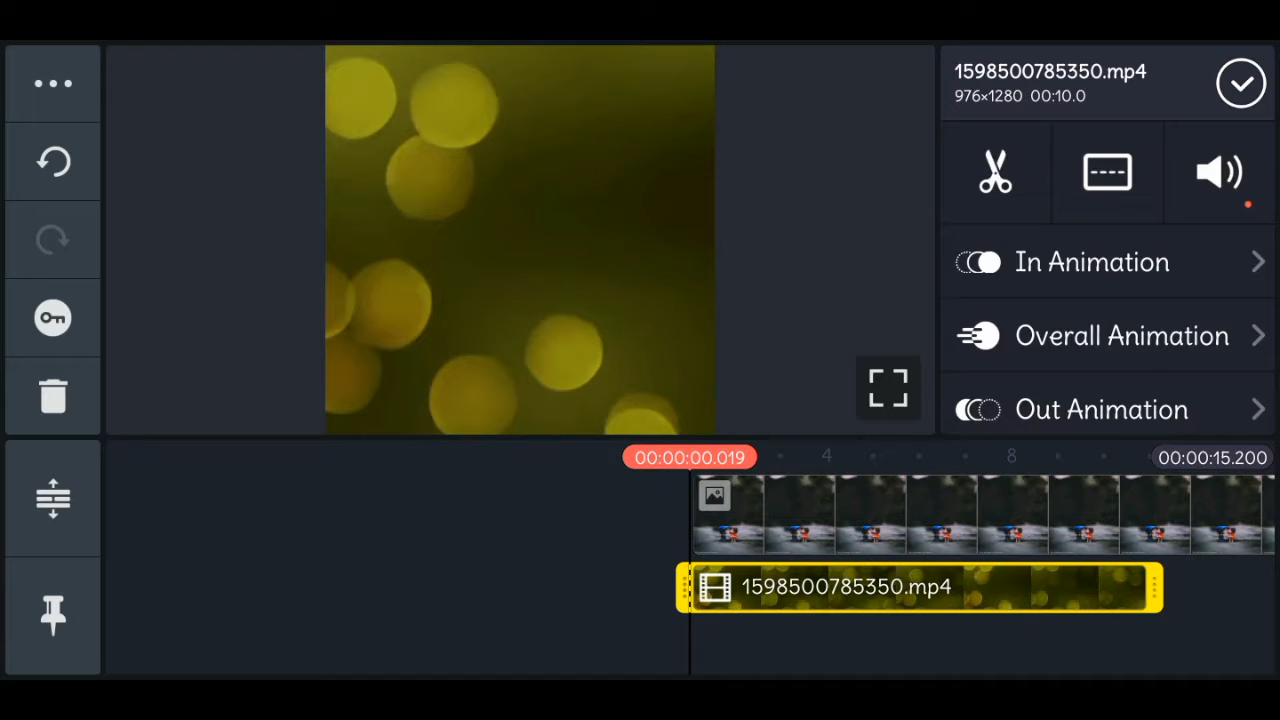 1598500785350.mp4
976×1280 00:10.0
In Animation
Overall Animation
Out Animation
00:00:00.019
4
8
00:00:15.200
1598500785350.mp4